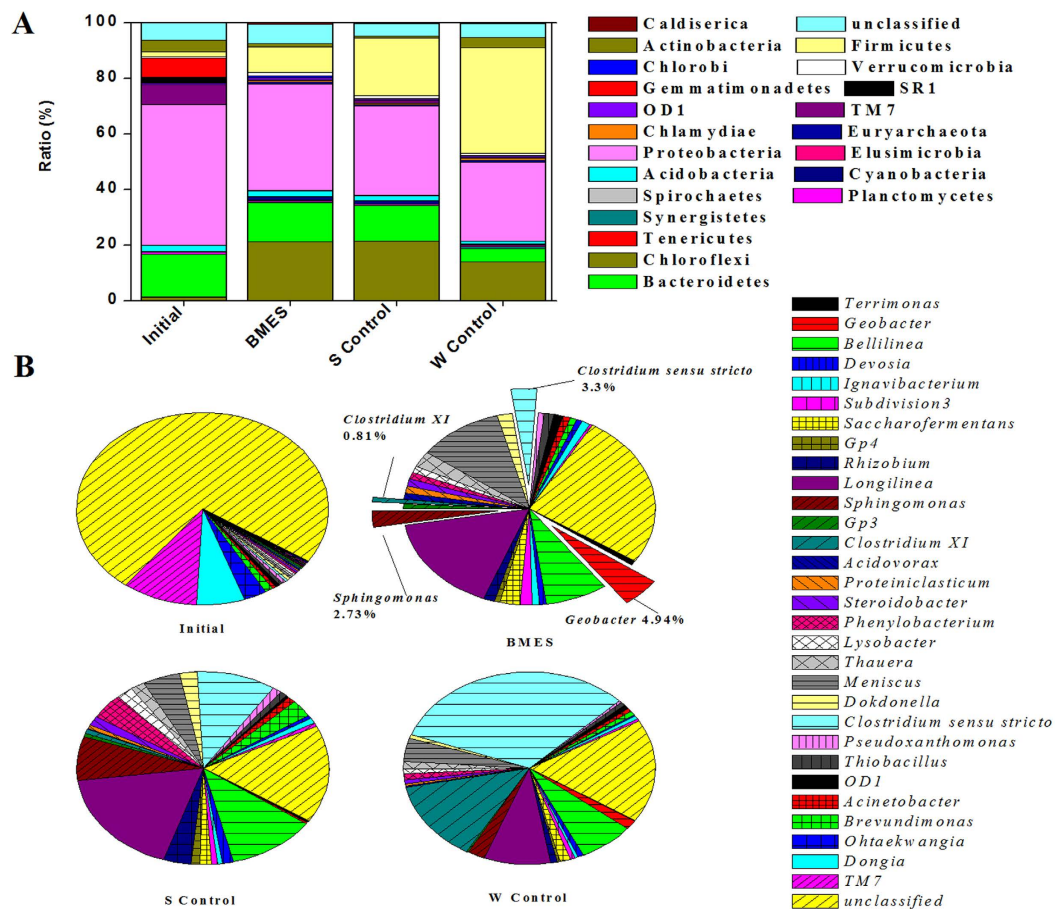 A
Ratio (%)
100
80
60
40
20
0
Initial
BMES
S Control
W Control
Caldiserica
unclassified
Actinobacteria
Firmicutes
Chlorobi
Verrucomicrobia
Gemmatimonadetes
SR1
OD1
TM7
Chlamydiae
Euryarchaeota
Proteobacteria
Elusimicrobia
Acidobacteria
Cyanobacteria
Spirochaetes
Planctomycetes
Synergistetes
Tenericutes
Chloroflexi
Bacteroidetes
B
Clostridium sensu stricto
3.3%
Clostridium XI
0.81%
Sphingomonas
2.73%
Geobacter 4.94%
Initial
BMES
S Control
W Control
Terrimonas
Geobacter
Bellilinea
Devosia
Ignavibacterium
Subdivision3
Saccharofermentans
Gp4
Rhizobium
Longilinea
Sphingomonas
Gp3
Clostridium XI
Acidovorax
Proteiniclasticum
Steroidobacter
Phenylobacterium
Lysobacter
Thauera
Meniscus
Dokdonella
Clostridium sensu stricto
Pseudoxanthomonas
Thiobacillus
OD1
Acinetobacter
Brevundimonas
Ohtaekwangia
Dongia
TM7
unclassified